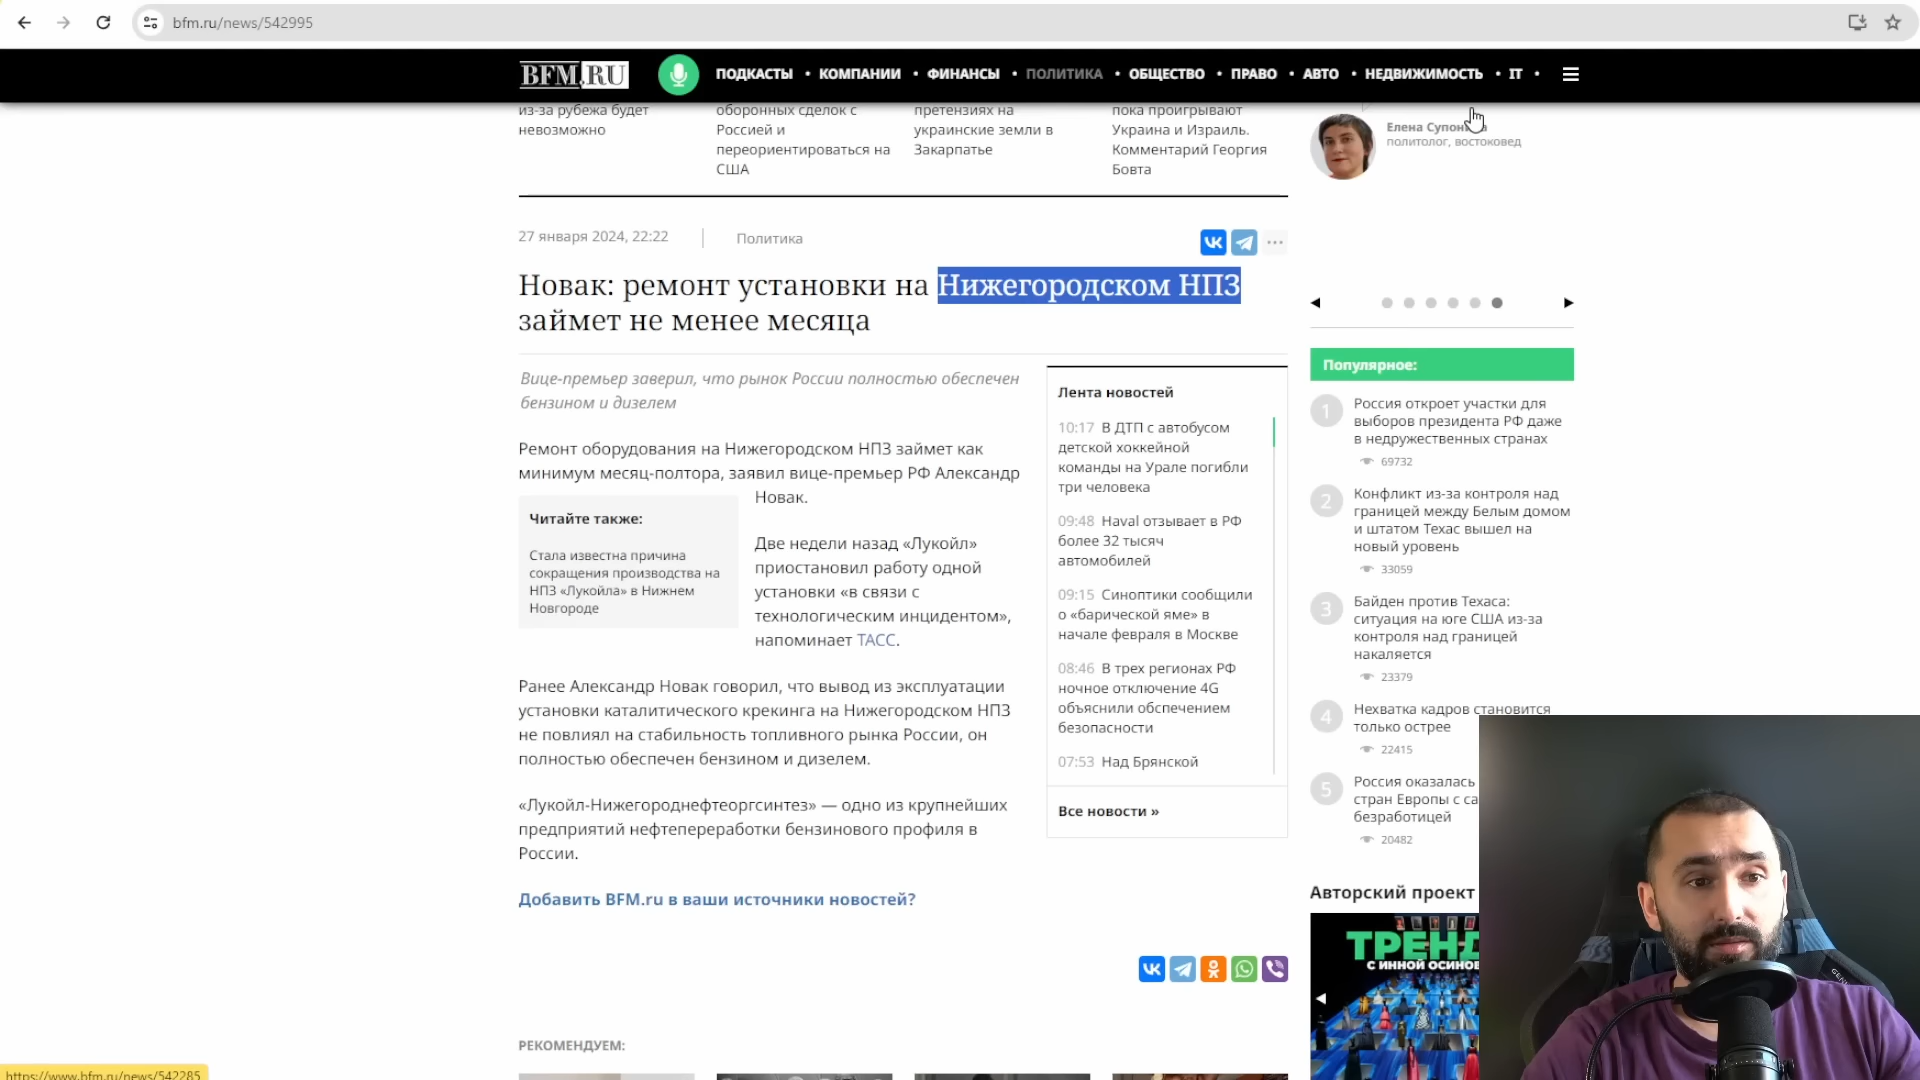 bfm.ru/news/542995
BFM.RU
ПОДКАСТЫ • КОМПАНИИ • ФИНАНСЫ • ПОЛИТИКА • ОБЩЕСТВО • ПРАВО • АВТО • НЕДВИЖИМОСТЬ • IT •
из-за рубежа будет
невозможно
оборонных сделок с
Россией и
переориентироваться на
США
претензиях на
украинские земли в
Закарпатье
пока проигрывают
Украина и Израиль.
Комментарий Георгия
Бовта
Елена
политолог, востоковед
27 января 2024, 22:22
Политика
Новак: ремонт установки на Нижегородском НПЗ
займет не менее месяца
Вице-премьер заверил, что рынок России полностью обеспечен
бензином и дизелем
Ремонт оборудования на Нижегородском НПЗ займет как
минимум месяц-полтора, заявил вице-премьер РФ Александр
Новак.
Читайте также:
Стала известна причина
сокращения производства на
НПЗ «Лукойла» в Нижнем
Новгороде
Две недели назад «Лукойл»
приостановил работу одной
установки «в связи с
технологическим инцидентом»,
напоминает ТАСС.
Ранее Александр Новак говорил, что вывод из эксплуатации
установки каталитического крекинга на Нижегородском НПЗ
не повлиял на стабильность топливного рынка России, он
полностью обеспечен бензином и дизелем.
«Лукойл-Нижегороднефтеоргсинтез» — одно из крупнейших
предприятий нефтепереработки бензинового профиля в
России.
Добавить BFM.ru в ваши источники новостей?
РЕКОМЕНДУЕМ:
Лента новостей
10:17 В ДТП с автобусом
детской хоккейной
команды на Урале погибли
три человека
09:48 Haval отзывает в РФ
более 32 тысяч
автомобилей
09:15 Синоптики сообщили
о «барической яме» в
начале февраля в Москве
08:46 В трех регионах РФ
ночное отключение 4G
объяснили обспечением
безопасности
07:53 Над Брянской
Все новости »
Популярное:
1 Россия откроет участки для
выборов президента РФ даже
в недружественных странах
69732
2 Конфликт из-за контроля над
границей между Белым домом
и штатом Техас вышел на
новый уровень
33059
3 Байден против Техаса:
ситуация на юге США из-за
контроля над границей
накаляется
23379
4 Нехватка кадров становится
только острее
22415
5 Россия оказалась
стран Европы с са
безработицей
20482
Авторский проект
ТРЕНД
С ИННОЙ ОСИНОВ
https://www.bfm.ru/news/542285